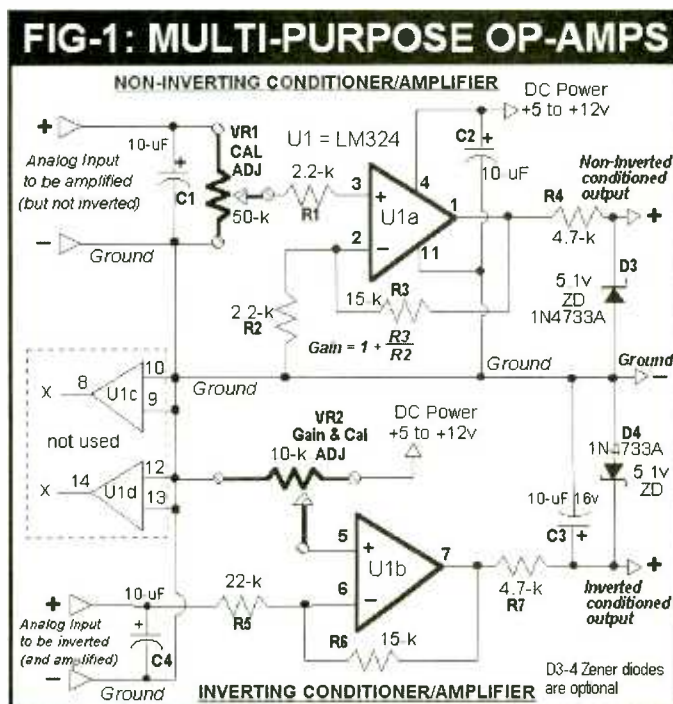 FIG-1: MULTI-PURPOSE OP-AMPS
NON-INVERTING CONDITIONER/AMPLIFIER
DC Power
+5 to +12v
+
10-uF
VR1
CAL
ADJ
U1 = LM324
C2
+
10-uF
Non-Inverted
conditioned
output
Analog Input
to be amplified
(but not inverted)
+
C1
50-k
2.2-k
R1
3
+
4
U1a
1
R4
4.7-k
+
2
−
11
−
Ground
15-k
R3
D3
5.1v
ZD
1N4733A
2.2-k
R2
Gain = 1 + R3/R2
Ground
Ground
−
X
8
U1c
10
9
Ground
not used
VR2
Gain & Cal
ADJ
10-k
DC Power
+5 to +12v
D4
1N4733A
5.1v
ZD
X
14
U1d
12
13
10-uF 16v
C3
+
5
+
U1b
7
6
−
4.7-k
R7
+
Inverted
conditioned
output
+
10-uF
22-k
R5
Analog Input
to be inverted
(and amplified)
+
C4
R6
15-k
−
Ground
INVERTING CONDITIONER/AMPLIFIER
D3-4 Zener diodes
are optional